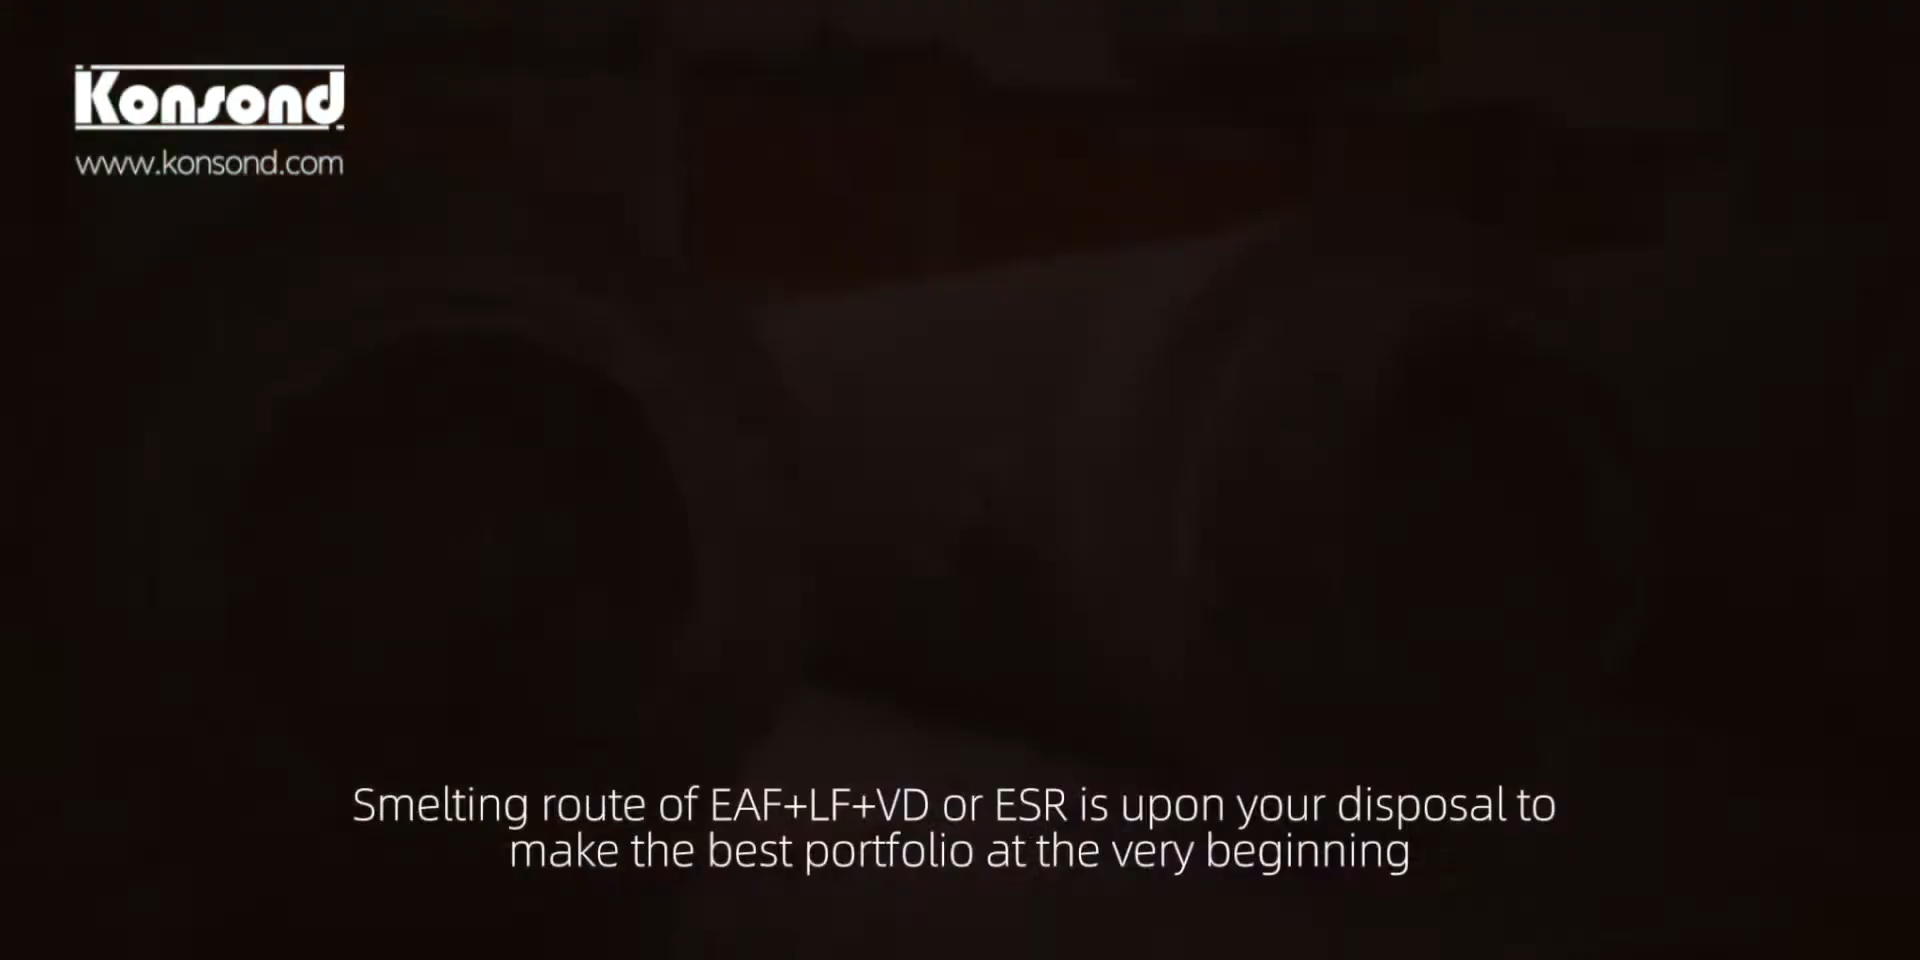 Konsond
www.konsond.com
Smelting route of EAF+LF+VD or ESR is upon your disposal to
make the best portfolio at the very beginning